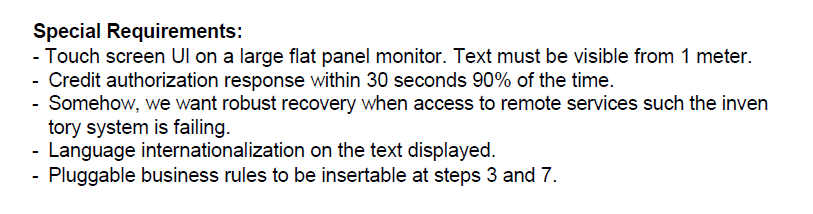 Special Requirements:
- Touch screen UI on a large flat panel monitor. Text must be visible from 1 meter.
- Credit authorization response within 30 seconds 90% of the time.
- Somehow, we want robust recovery when access to remote services such the inven
tory system is failing.
- Language internationalization on the text displayed.
- Pluggable business rules to be insertable at steps 3 and 7.